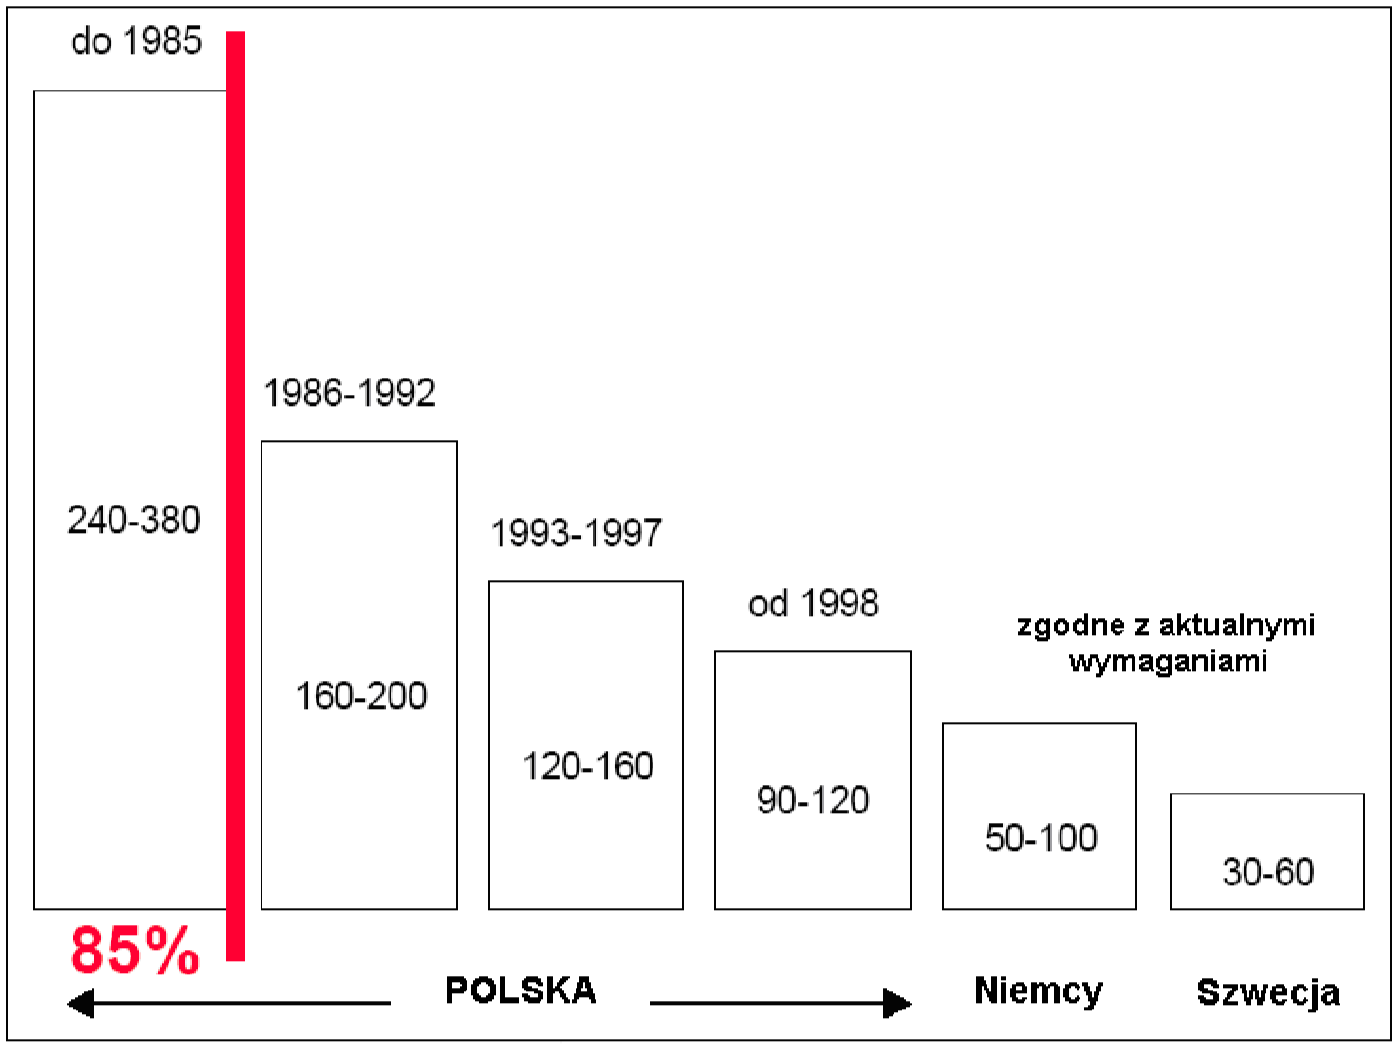 do 1985
1986-1992
240-380
1993-1997
od 1998
zgodne z aktualnymi
wymaganiami
160-200
120-160
90-120
50-100
30-60
85%
POLSKA
Niemcy
Szwecja